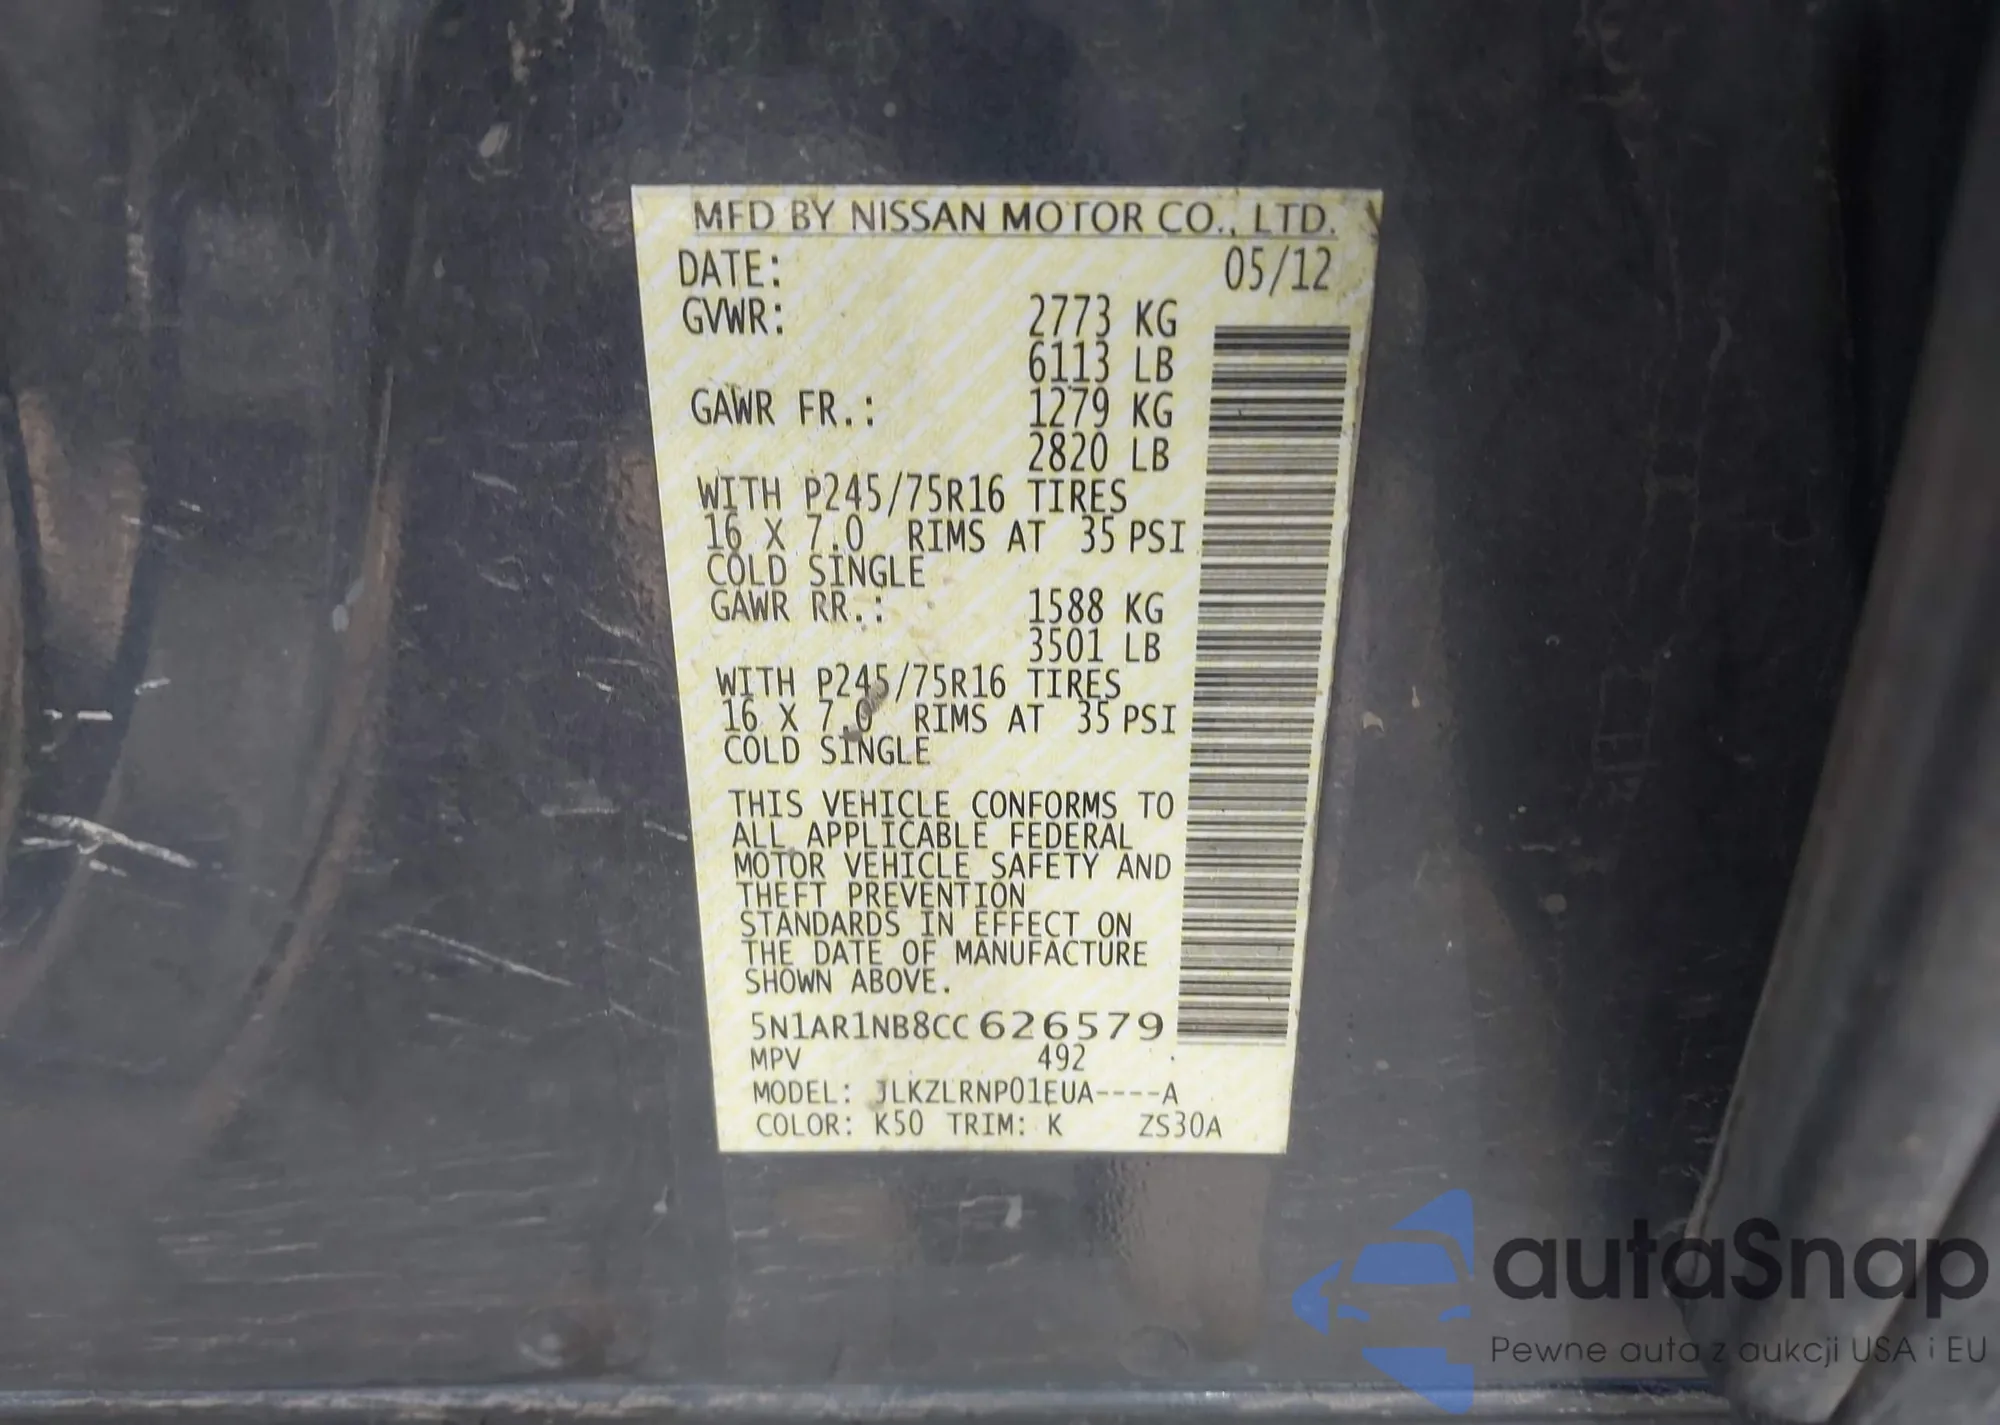 MFD BY NISSAN MOTOR CO., LTD.
DATE: 05/12
GVWR: 2773 KG
6113 LB
GAWR FR.: 1279 KG
2820 LB
WITH P245/75R16 TIRES
16 X 7.0 RIMS AT 35 PSI
COLD SINGLE
GAWR RR.: 1588 KG
3501 LB
WITH P245/75R16 TIRES
16 X 7.0 RIMS AT 35 PSI
COLD SINGLE
THIS VEHICLE CONFORMS TO
ALL APPLICABLE FEDERAL
MOTOR VEHICLE SAFETY AND
THEFT PREVENTION
STANDARDS IN EFFECT ON
THE DATE OF MANUFACTURE
SHOWN ABOVE.
5N1AR1NB8CC626579
MPV 492
MODEL: JLKZLRNP01EUA----A
COLOR: K50 TRIM: K ZS30A
autaSnap
Pewne auta z aukcji USA i EU